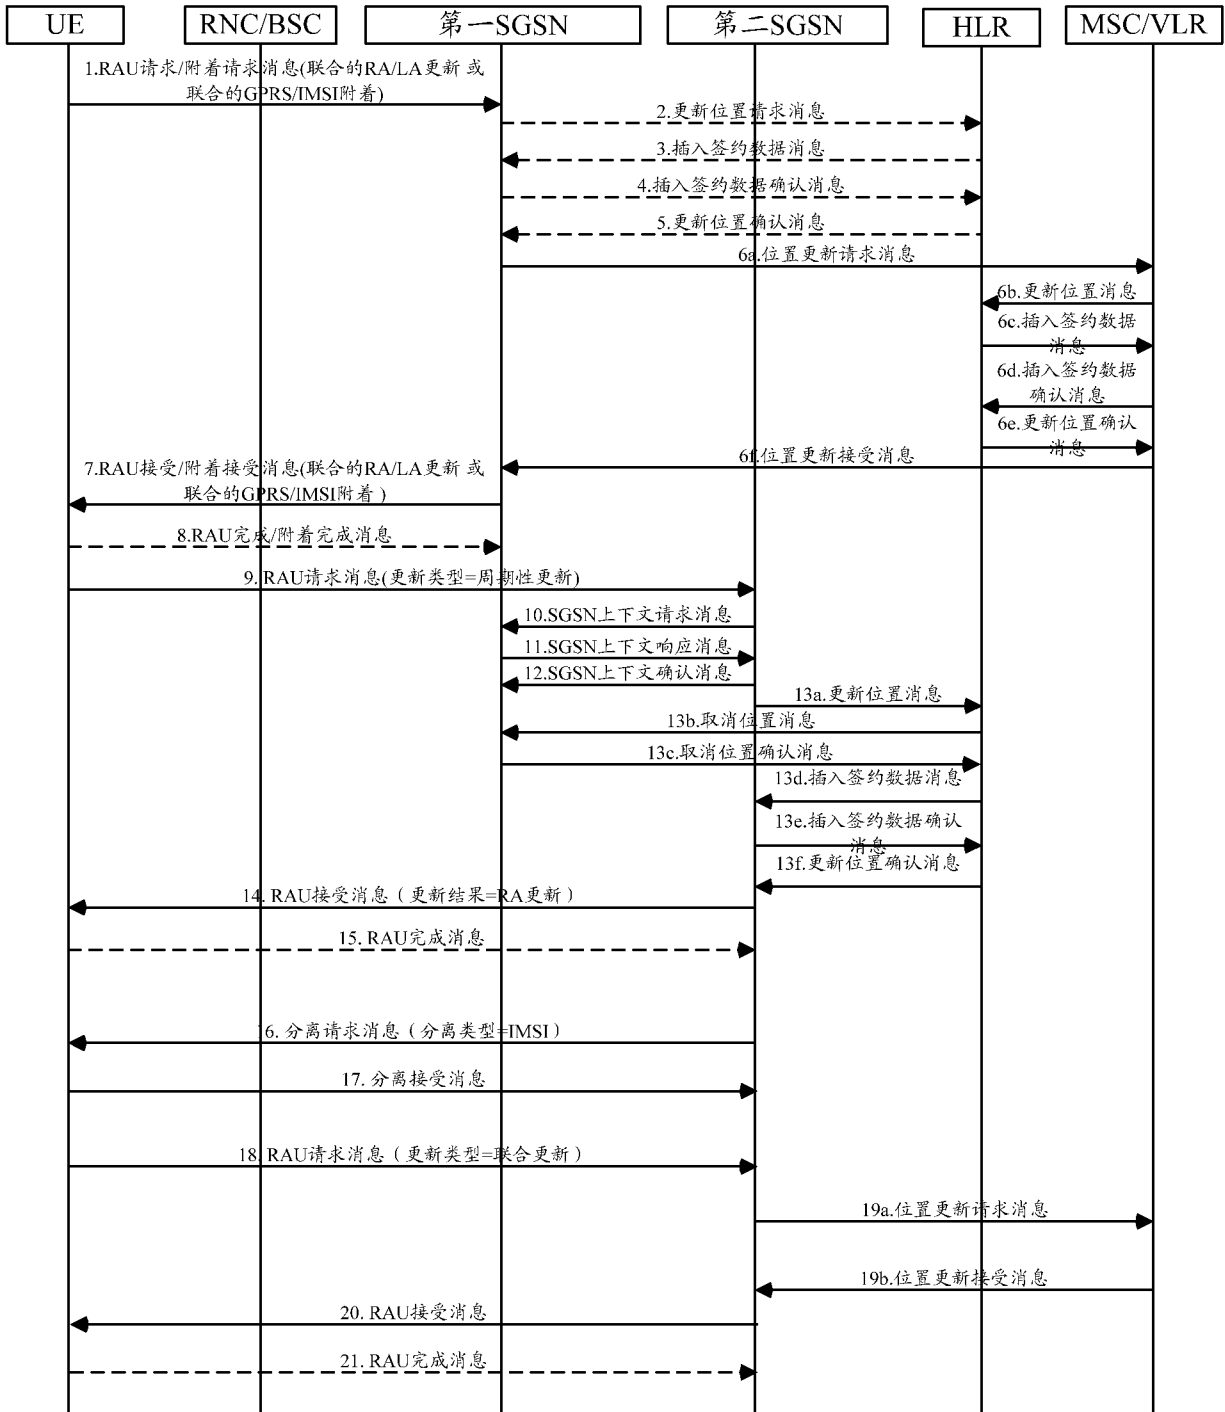 UE
RNC/BSC
第一SGSN
第二SGSN
HLR
MSC/VLR
1.RAU请求/附着请求消息(联合的RA/LA更新 或
联合的GPRS/IMSI附着)
2.更新位置请求消息
3.插入签约数据消息
4.插入签约数据确认消息
5.更新位置确认消息
6a.位置更新请求消息
6b.更新位置消息
6c.插入签约数据
消息
6d.插入签约数据
确认消息
6e.更新位置确认
消息
6f.位置更新接受消息
7.RAU接受/附着接受消息(联合的RA/LA更新 或
联合的GPRS/IMSI附着 )
8.RAU完成/附着完成消息
9. RAU请求消息(更新类型=周期性更新)
10.SGSN上下文请求消息
11.SGSN上下文响应消息
12.SGSN上下文确认消息
13a.更新位置消息
13b.取消位置消息
13c.取消位置确认消息
13d.插入签约数据消息
13e.插入签约数据确认
消息
13f.更新位置确认消息
14. RAU接受消息（更新结果=RA更新）
15. RAU完成消息
16. 分离请求消息（分离类型=IMSI）
17. 分离接受消息
18. RAU请求消息（更新类型=联合更新）
19a.位置更新请求消息
19b.位置更新接受消息
20. RAU接受消息
21. RAU完成消息